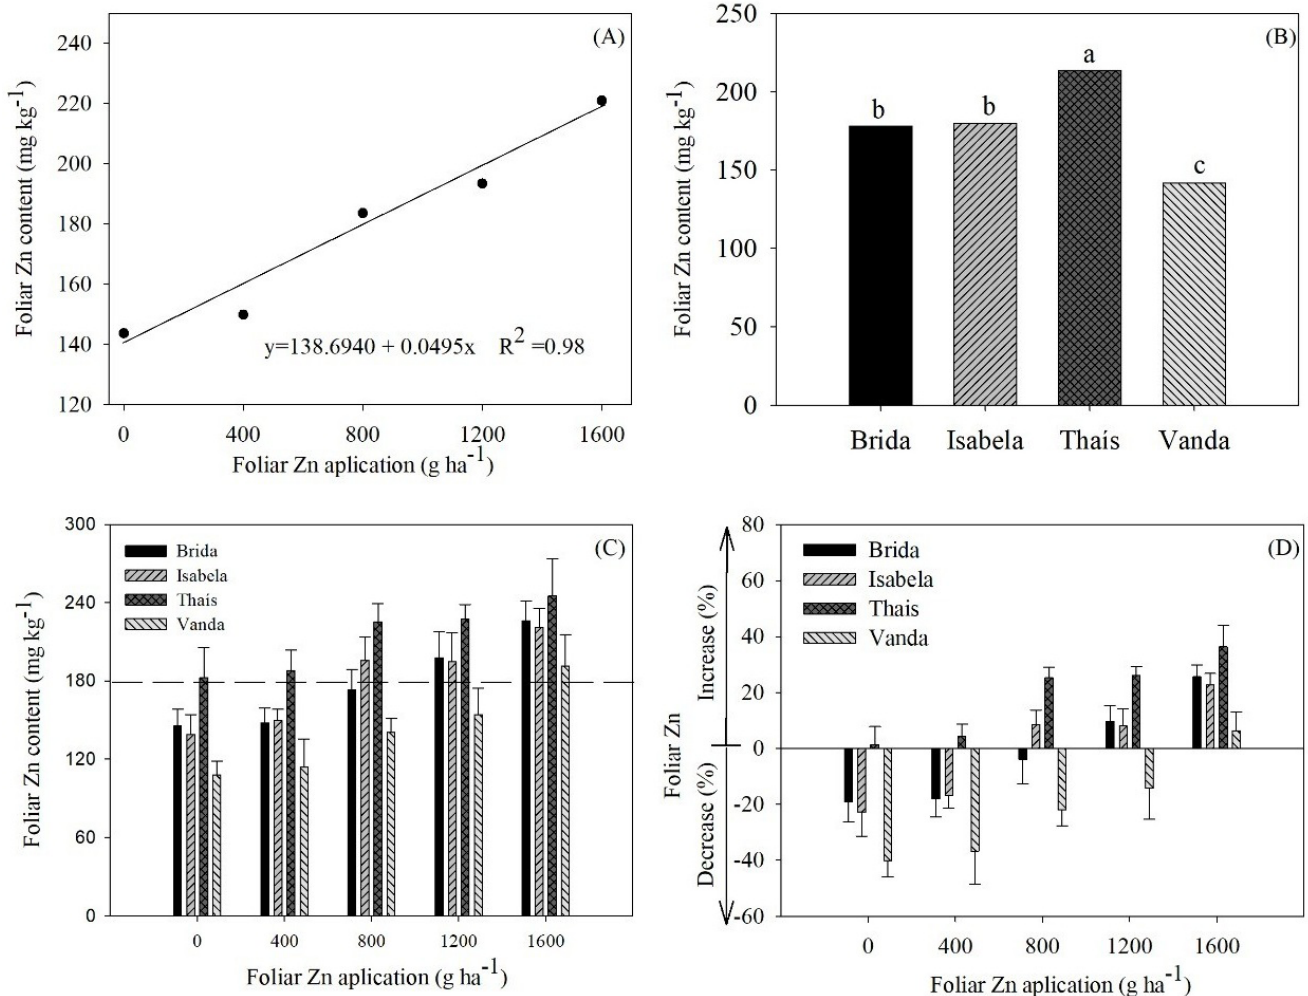 (A)
Foliar Zn content (mg kg-1)
240
220
200
180
160
140
120
y=138.6940 + 0.0495x R2 =0.98
0 400 800 1200 1600
Foliar Zn aplication (g ha-1)
(B)
Foliar Zn content (mg kg-1)
250
200
150
100
50
0
b b a c
Brida Isabela Thaís Vanda
(C)
Foliar Zn content (mg kg-1)
300
240
180
120
60
0
Brida
Isabela
Thaís
Vanda
0 400 800 1200 1600
Foliar Zn aplication (g ha-1)
(D)
Foliar Zn
Decrease (%) Increase (%)
80
60
40
20
0
-20
-40
-60
Brida
Isabela
Thaís
Vanda
0 400 800 1200 1600
Foliar Zn aplication (g ha-1)